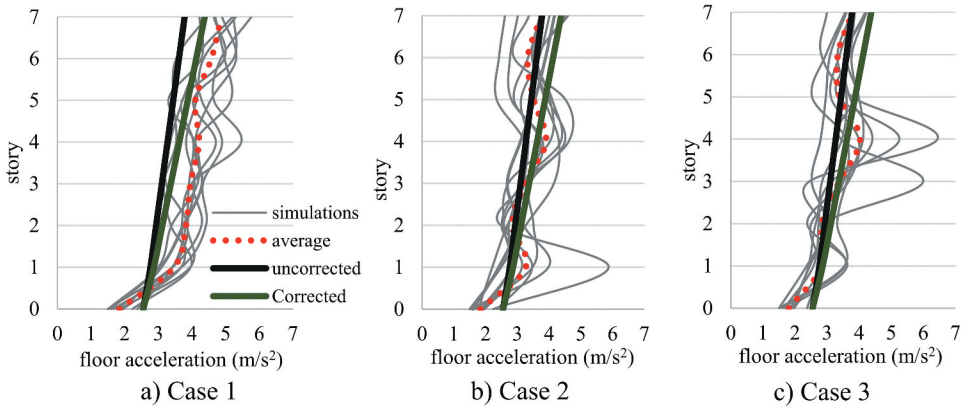 7
6
5
4
3
2
1
0
story
simulations
average
uncorrected
Corrected
0 1 2 3 4 5 6 7
floor acceleration (m/s²)
a) Case 1
7
6
5
4
3
2
1
0
story
0 1 2 3 4 5 6 7
floor acceleration (m/s²)
b) Case 2
7
6
5
4
3
2
1
0
story
0 1 2 3 4 5 6 7
floor acceleration (m/s²)
c) Case 3